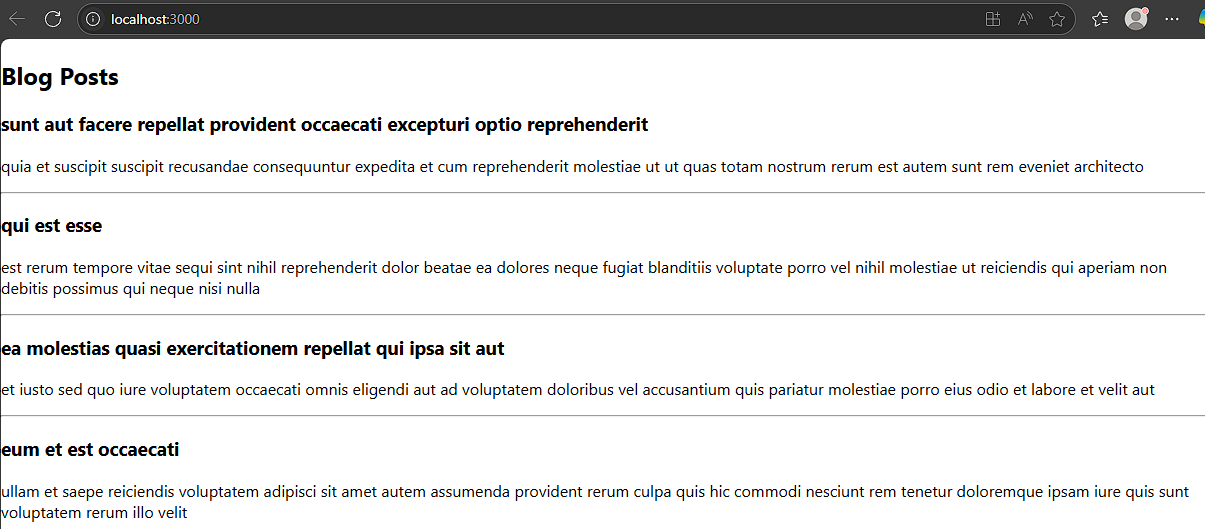 localhost:3000
Blog Posts
sunt aut facere repellat provident occaecati excepturi optio reprehenderit
quia et suscipit suscipit recusandae consequuntur expedita et cum reprehenderit molestiae ut ut quas totam nostrum rerum est autem sunt rem eveniet architecto
qui est esse
est rerum tempore vitae sequi sint nihil reprehenderit dolor beatae ea dolores neque fugiat blanditiis voluptate porro vel nihil molestiae ut reiciendis qui aperiam non
debitis possimus qui neque nisi nulla
ea molestias quasi exercitationem repellat qui ipsa sit aut
et iusto sed quo iure voluptatem occaecati omnis eligendi aut ad voluptatem doloribus vel accusantium quis pariatur molestiae porro eius odio et labore et velit aut
eum et est occaecati
ullam et saepe reiciendis voluptatem adipisci sit amet autem assumenda provident rerum culpa quis hic commodi nesciunt rem tenetur doloremque ipsam iure quis sunt
voluptatem rerum illo velit